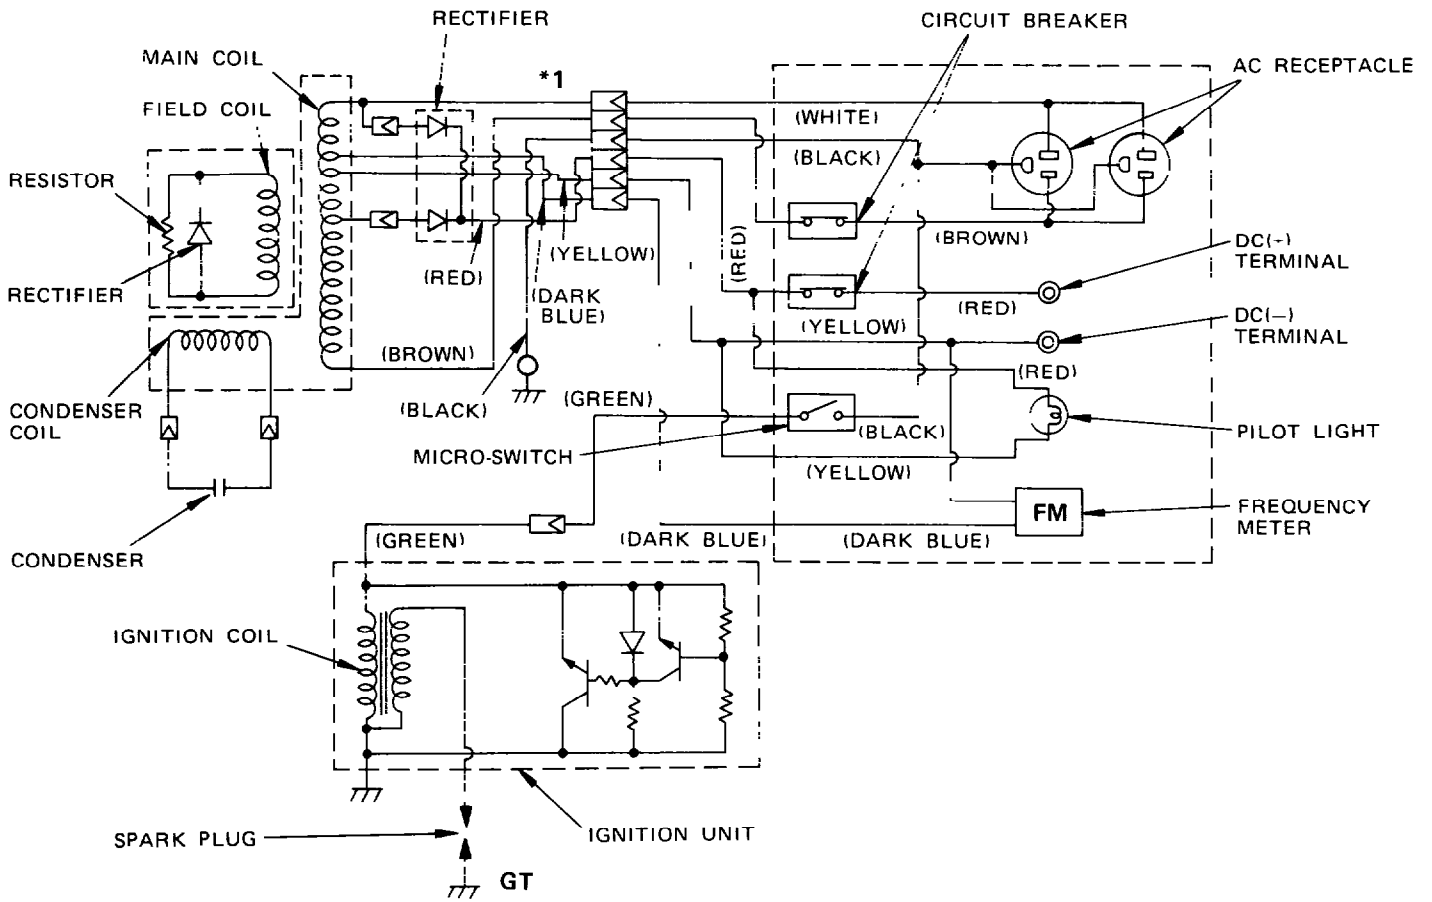 RECTIFIER
CIRCUIT BREAKER
MAIN COIL
*1
AC RECEPTACLE
FIELD COIL
(WHITE)
(BLACK)
RESISTOR
(RED)
(YELLOW)
(RED)
(BROWN)
DC(+)
TERMINAL
RECTIFIER
(DARK
BLUE)
(RED)
(YELLOW)
DC(—)
TERMINAL
(BROWN)
(RED)
CONDENSER
COIL
(BLACK)
(GREEN)
(BLACK)
PILOT LIGHT
MICRO-SWITCH
(YELLOW)
FM
FREQUENCY
METER
CONDENSER
(GREEN)
(DARK BLUE)
(DARK BLUE)
IGNITION COIL
SPARK PLUG
IGNITION UNIT
GT